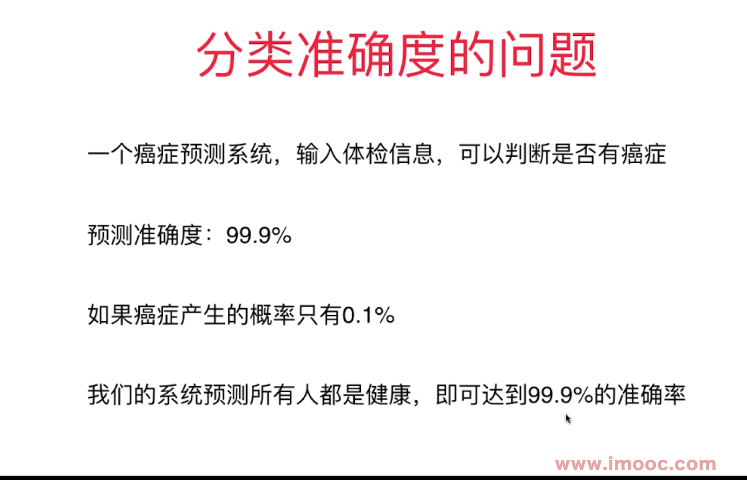 分类准确度的问题
一个癌症预测系统，输入体检信息，可以判断是否有癌症
预测准确度：99.9%
如果癌症产生的概率只有0.1%
我们的系统预测所有人都是健康，即可达到99.9%的准确率
www.imooc.com